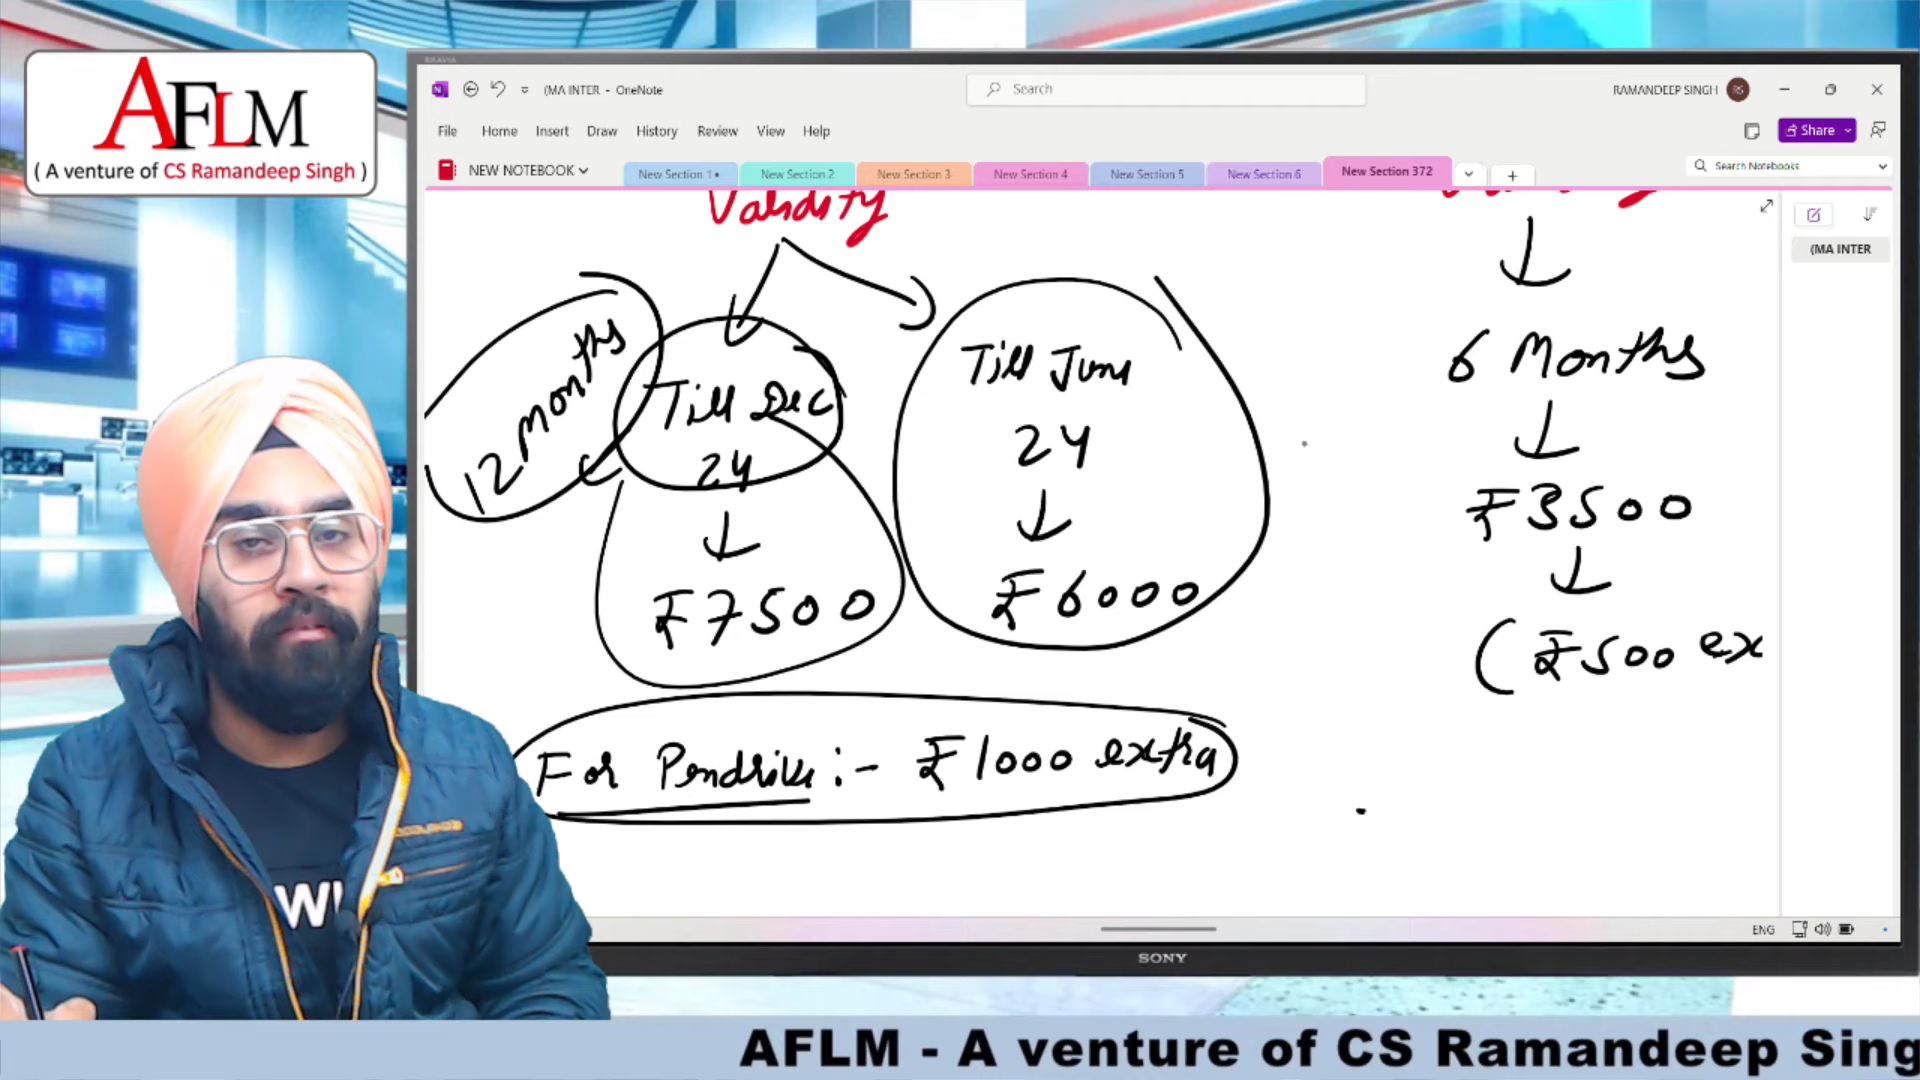 AFLM
( A venture of CS Ramandeep Singh )
BRAVIA
(MA INTER - OneNote
Search
RAMANDEEP SINGH
RS
File Home Insert Draw History Review View Help
Share
NEW NOTEBOOK
New Section 1
New Section 2
New Section 3
New Section 4
New Section 5
New Section 6
New Section 372
Search Notebooks
(MA INTER
Validity
12 Months
Till Dec
24
₹7500
Till June
24
₹6000
6 Months
₹3500
(₹500 ex
For Pendrive :- ₹1000 extra
WI
ENG
SONY
AFLM - A venture of CS Ramandeep Sing